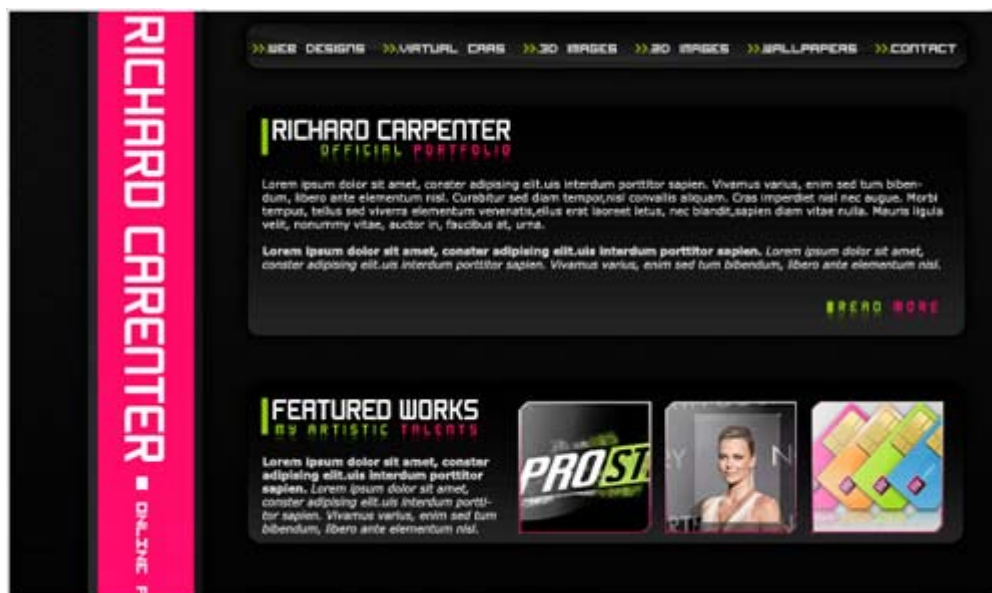 RICHARD CARENTER ■ ONLINE P
»WEB DESIGNS »VIRTUAL CARS »3D IMAGES »2D IMAGES »WALLPAPERS »CONTACT
RICHARD CARPENTER
OFFICIAL PORTFOLIO
Lorem ipsum dolor sit amet, conster adipising elit.uis interdum porttitor sapien. Vivamus varius, enim sed tum biben-
dum, libero ante elementum nisl. Curabitur sed diam tempor,nisl convallis aliquam. Cras imperdiet nisl nec augue. Morbi
tempus, tellus sed viverra elementum venenatis,ellus erat laoreet letus, nec blandit,sapien diam vitae nulla. Mauris ligula
velit, nonummy vitae, auctor in, faucibus at, urna.
Lorem ipsum dolor sit amet, conster adipising elit.uis interdum porttitor sapien. Lorem ipsum dolor sit amet,
conster adipising elit.uis interdum porttitor sapien. Vivamus varius, enim sed tum bibendum, libero ante elementum nisl.
READ MORE
FEATURED WORKS
MY ARTISTIC TALENTS
Lorem ipsum dolor sit amet, conster
adipising elit.uis interdum porttitor
sapien. Lorem ipsum dolor sit amet,
conster adipising elit.uis interdum portti-
tor sapien. Vivamus varius, enim sed tum
bibendum, libero ante elementum nisl.
PROST